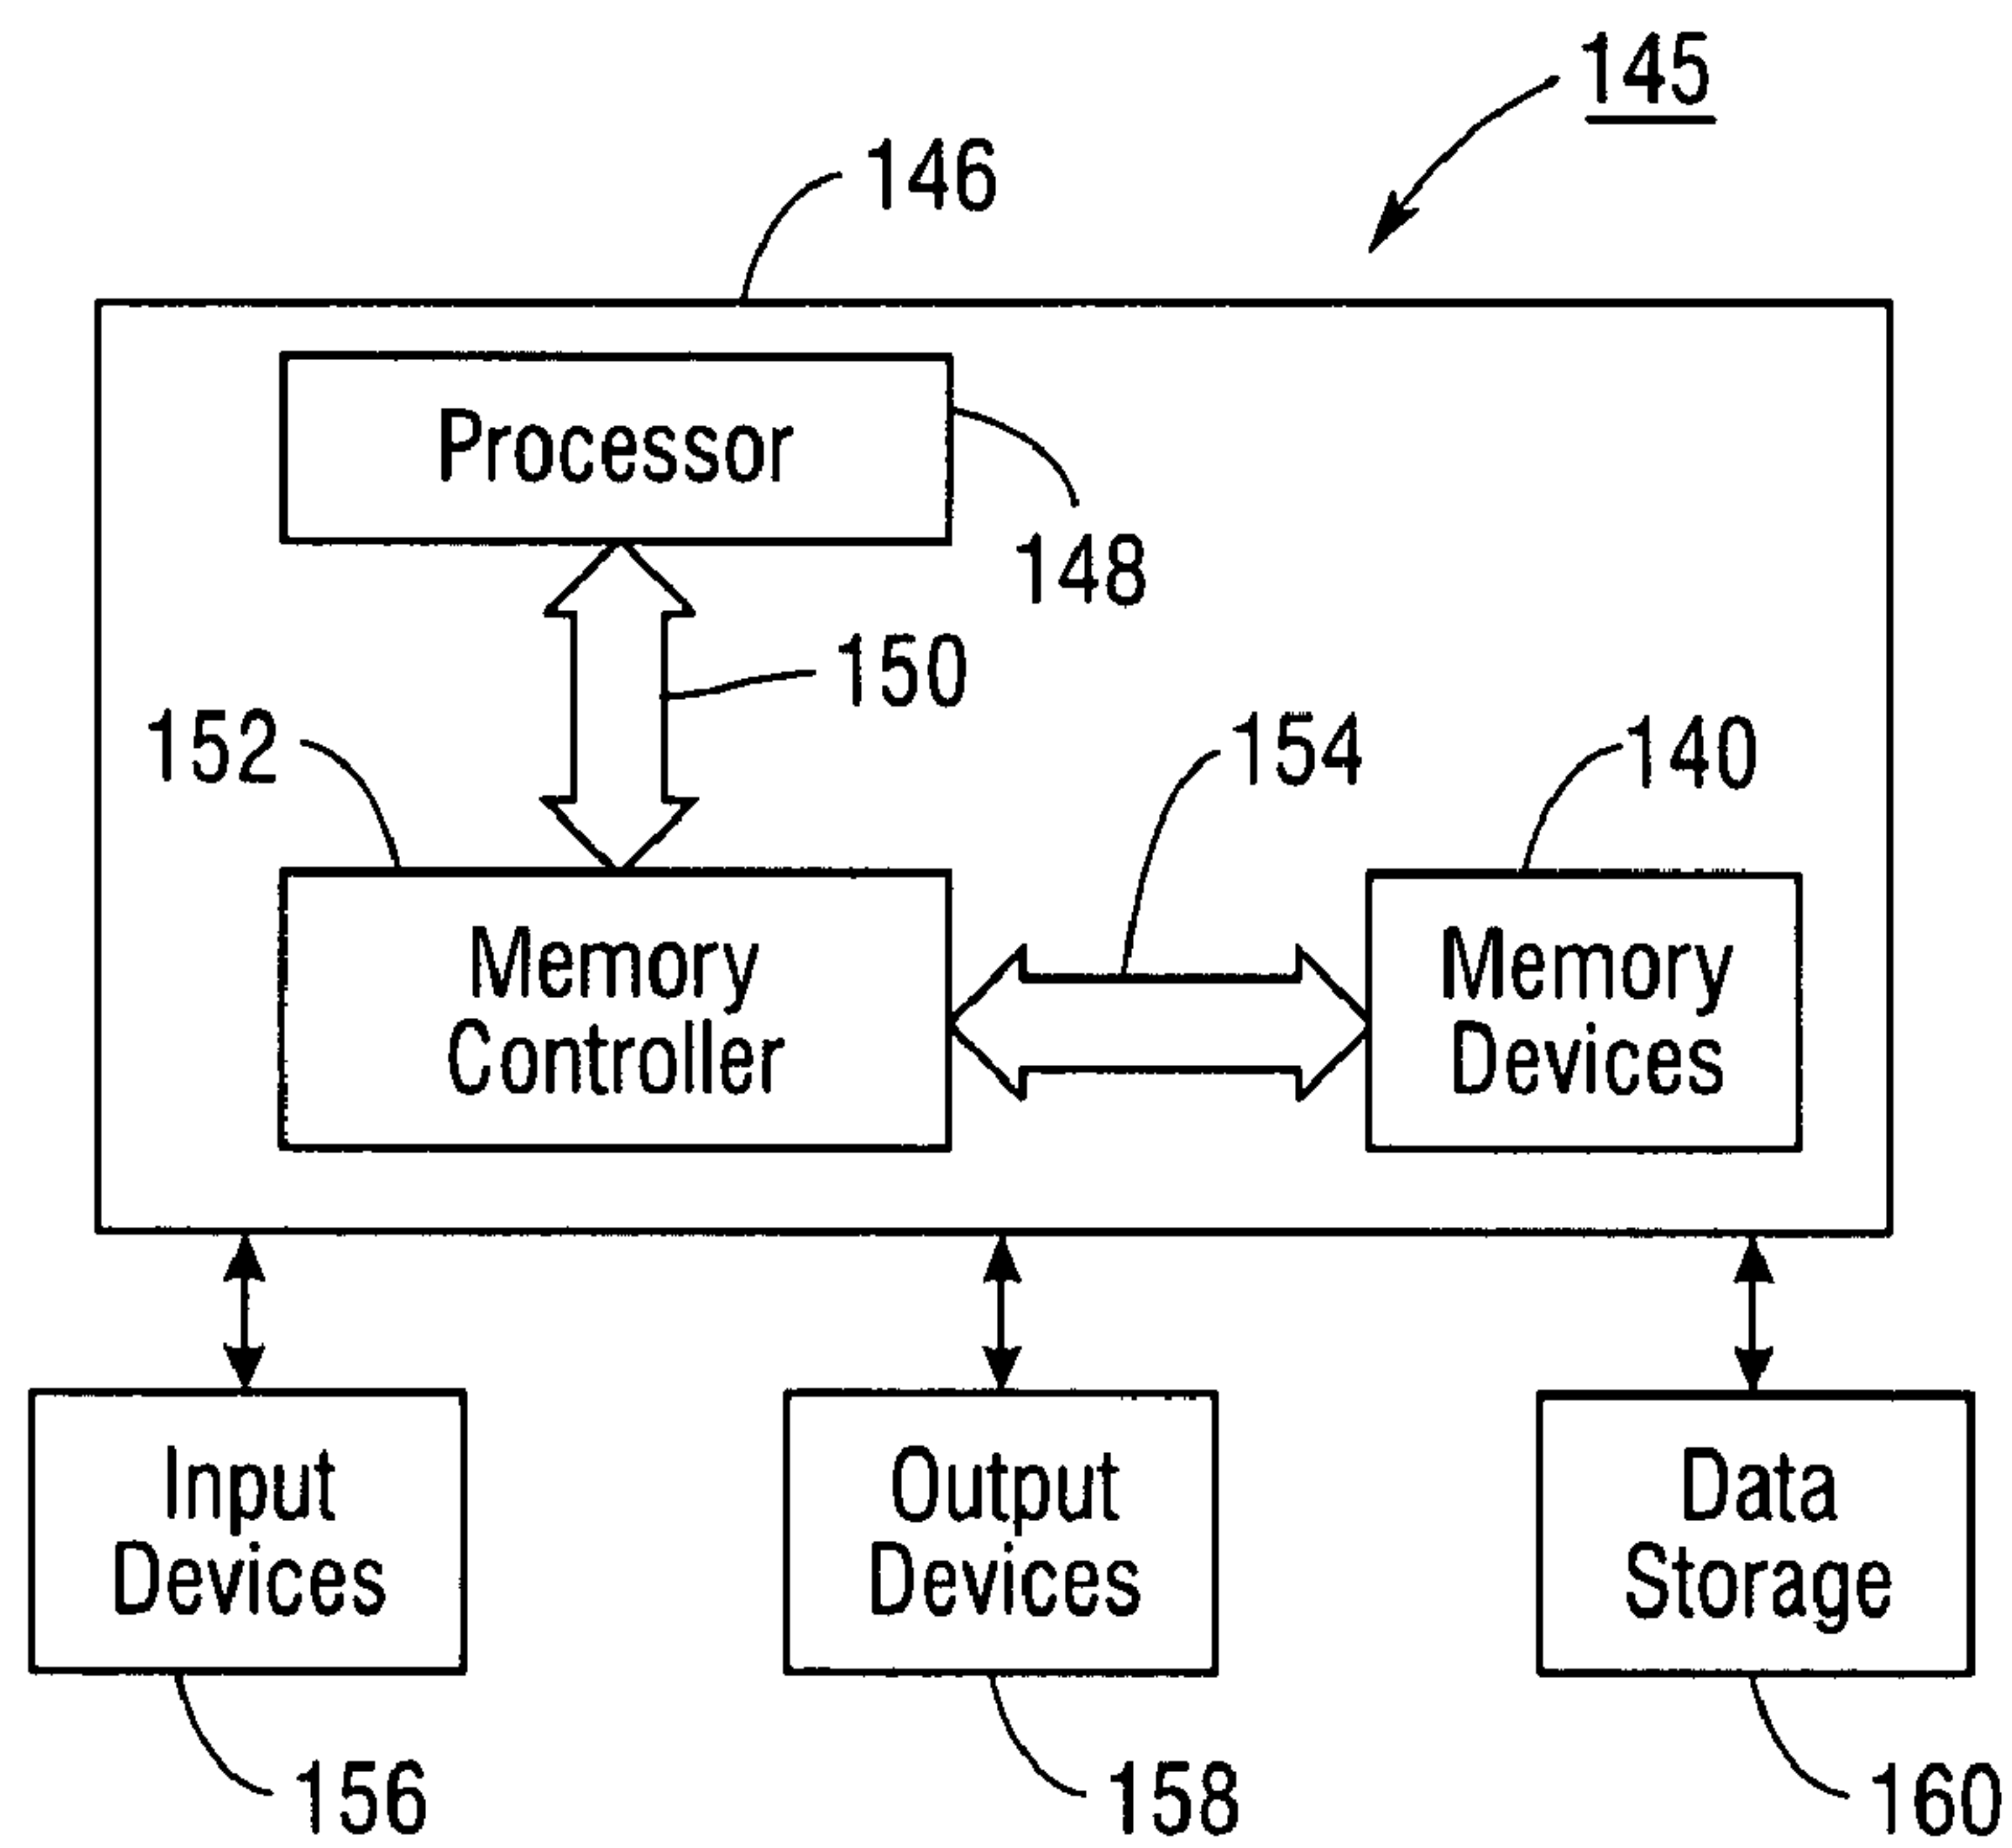 145
146
Processor
148
150
152
154
140
Memory
Controller
Memory
Devices
Input
Devices
Output
Devices
Data
Storage
156
158
160